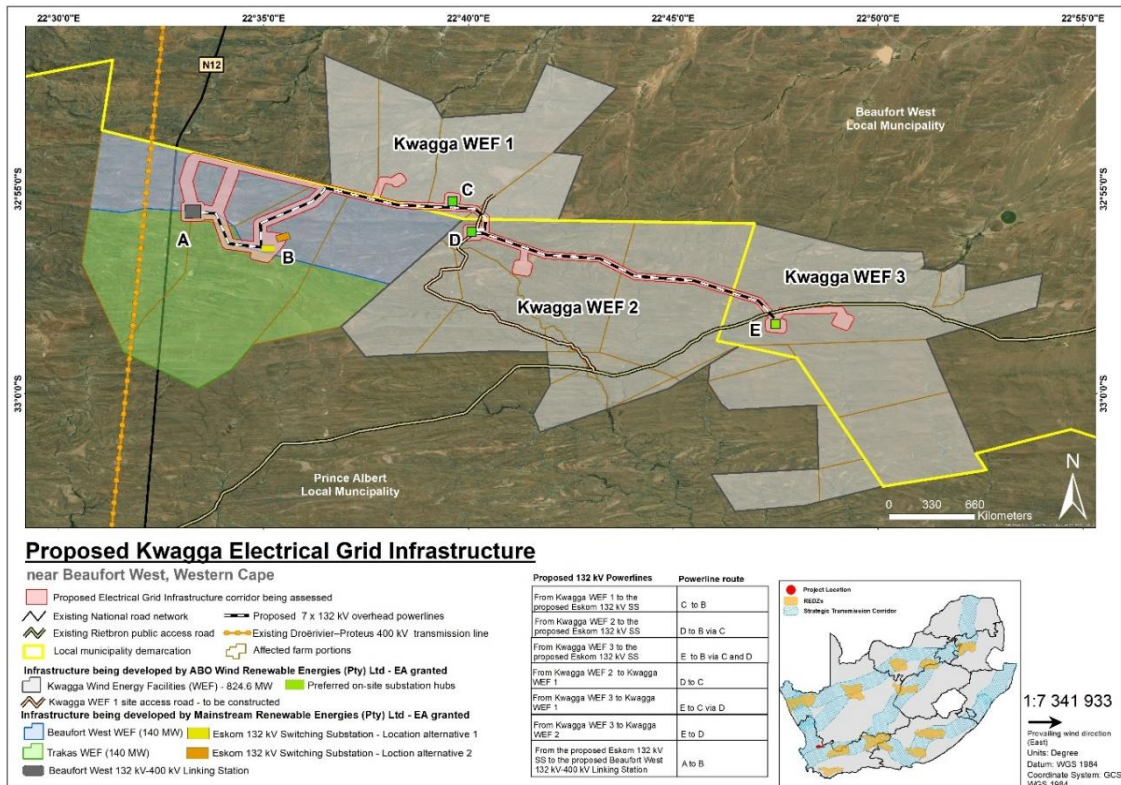 22°30'0"E 22°35'0"E 22°40'0"E 22°45'0"E 22°50'0"E 22°55'0"E
N12
Beaufort West
Local Muncipality
Kwagga WEF 1
32°55'0"S
32°55'0"S
C
A
D
B
Kwagga WEF 3
Kwagga WEF 2
E
33°0'0"S
33°0'0"S
Prince Albert
Local Muncipality
N
0 330 660
Kilometers
Proposed Kwagga Electrical Grid Infrastructure
near Beaufort West, Western Cape
Proposed Electrical Grid Infrastructure corridor being assessed
Existing National road network
Proposed 7 x 132 kV overhead powerlines
Existing Rietbron public access road
Existing Droërivier–Proteus 400 kV transmission line
Local municipality demarcation
Affected farm portions
Infrastructure being developed by ABO Wind Renewable Energies (Pty) Ltd - EA granted
Kwagga Wind Energy Facilities (WEF) - 824.6 MW
Preferred on-site substation hubs
Kwagga WEF 1 site access road - to be constructed
Infrastructure being developed by Mainstream Renewable Energies (Pty) Ltd - EA granted
Beaufort West WEF (140 MW)
Eskom 132 kV Switching Substation - Location alternative 1
Trakas WEF (140 MW)
Eskom 132 kV Switching Substation - Loction alternative 2
Beaufort West 132 kV-400 kV Linking Station
Proposed 132 kV Powerlines Powerline route
From Kwagga WEF 1 to the
proposed Eskom 132 kV SS
C to B
From Kwagga WEF 2 to the
proposed Eskom 132 kV SS
D to B via C
From Kwagga WEF 3 to the
proposed Eskom 132 kV SS
E to B via C and D
From Kwagga WEF 2 to Kwagga
WEF 1
D to C
From Kwagga WEF 3 to Kwagga
WEF 1
E to C via D
From Kwagga WEF 3 to Kwagga
WEF 2
E to D
From the proposed Eskom 132 kV
SS to the proposed Beaufort West
132 kV-400 kV Linking Station
A to B
Project Location
REDZs
Strategic Transmission Corridor
1:7 341 933
Prevailing wind direction
(East)
Units: Degree
Datum: WGS 1984
Coordinate System: GCS
WGS 1984